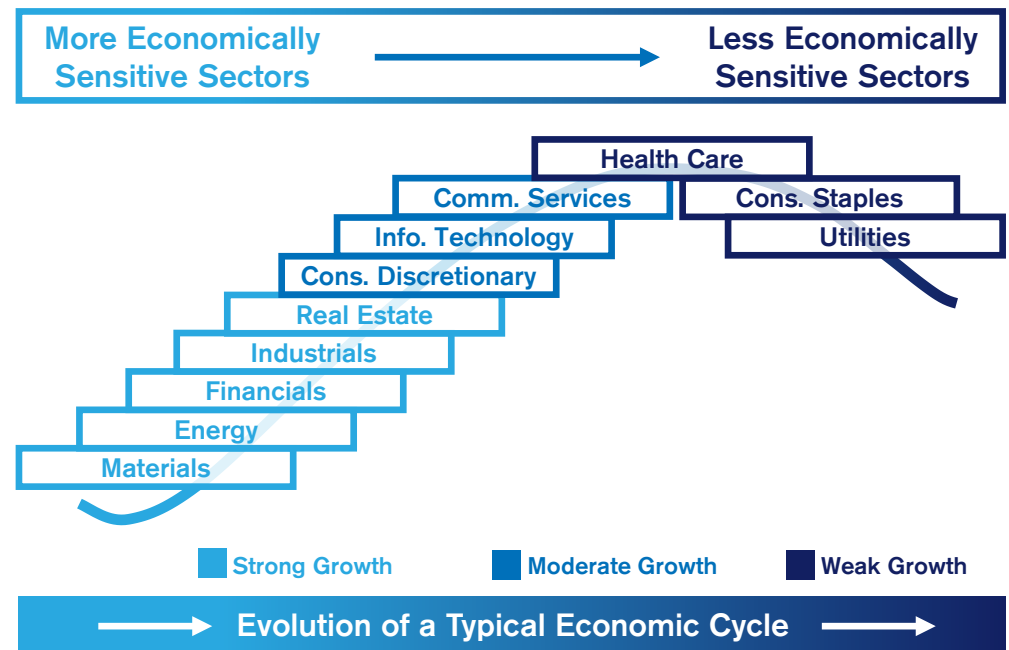 More Economically
Sensitive Sectors
Less Economically
Sensitive Sectors
Health Care
Comm. Services
Cons. Staples
Info. Technology
Utilities
Cons. Discretionary
Real Estate
Industrials
Financials
Energy
Materials
Strong Growth
Moderate Growth
Weak Growth
Evolution of a Typical Economic Cycle